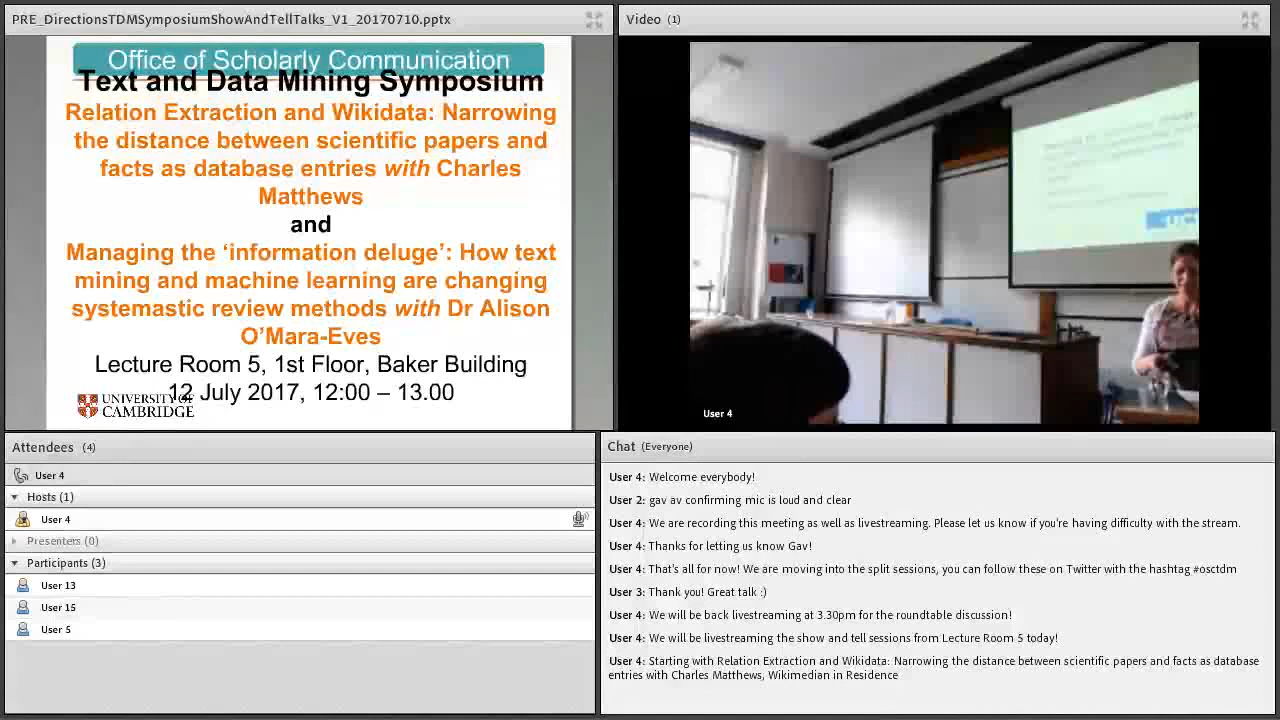 PRE_DirectionsTDMSymposiumShowAndTellTalks_V1_20170710.pptx
Office of Scholarly Communication
Text and Data Mining Symposium
Relation Extraction and Wikidata: Narrowing
the distance between scientific papers and
facts as database entries with Charles
Matthews
and
Managing the ‘information deluge’: How text
mining and machine learning are changing
systemastic review methods with Dr Alison
O’Mara-Eves
Lecture Room 5, 1st Floor, Baker Building
12 July 2017, 12:00 – 13.00
UNIVERSITY OF
CAMBRIDGE
Video (1)
User 4
Attendees (4)
User 4
Hosts (1)
User 4
Presenters (0)
Participants (3)
User 13
User 15
User 5
Chat (Everyone)
User 4: Welcome everybody!
User 2: gav av confirming mic is loud and clear
User 4: We are recording this meeting as well as livestreaming. Please let us know if you're having difficulty with the stream.
User 4: Thanks for letting us know Gav!
User 4: That's all for now! We are moving into the split sessions, you can follow these on Twitter with the hashtag #osctdm
User 3: Thank you! Great talk :)
User 4: We will be back livestreaming at 3.30pm for the roundtable discussion!
User 4: We will be livestreaming the show and tell sessions from Lecture Room 5 today!
User 4: Starting with Relation Extraction and Wikidata: Narrowing the distance between scientific papers and facts as database
entries with Charles Matthews, Wikimedian in Residence